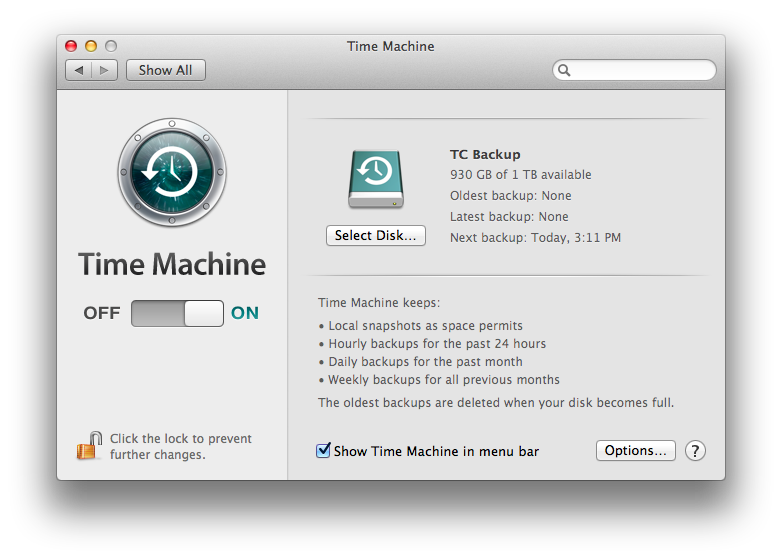 Time Machine
Show All
TC Backup
930 GB of 1 TB available
Oldest backup: None
Latest backup: None
Next backup: Today, 3:11 PM
Select Disk...
Time Machine
OFF ON
Time Machine keeps:
• Local snapshots as space permits
• Hourly backups for the past 24 hours
• Daily backups for the past month
• Weekly backups for all previous months
The oldest backups are deleted when your disk becomes full.
Click the lock to prevent
further changes.
Show Time Machine in menu bar
Options...
?